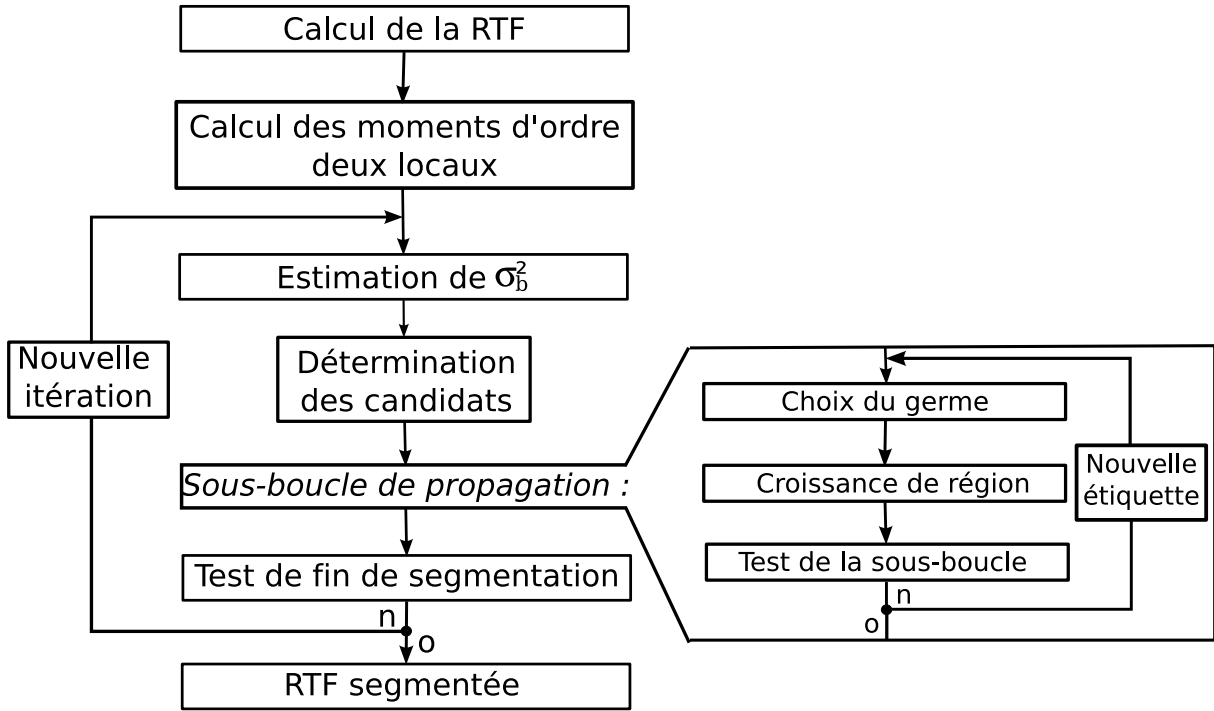 Calcul de la RTF
Calcul des moments d'ordre
deux locaux
Estimation de σ_b^2
Nouvelle
itération
Détermination
des candidats
Sous-boucle de propagation :
Test de fin de segmentation
n
o
RTF segmentée
Choix du germe
Croissance de région
Nouvelle
étiquette
Test de la sous-boucle
n
o